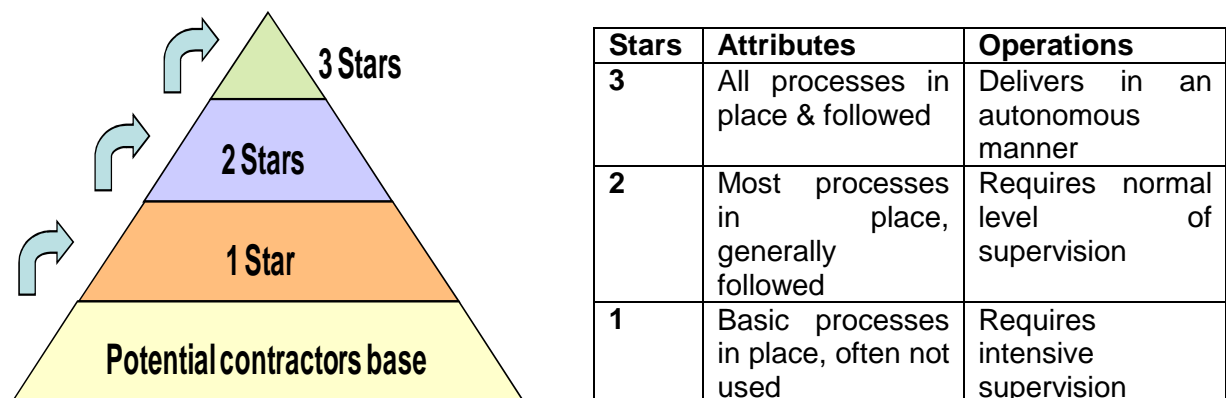 3 Stars
2 Stars
1 Star
Potential contractors base
Stars Attributes Operations
3 All processes in Delivers in an
place & followed autonomous
manner
2 Most processes Requires normal
in place, level of
generally supervision
followed
1 Basic processes Requires
in place, often not intensive
used supervision